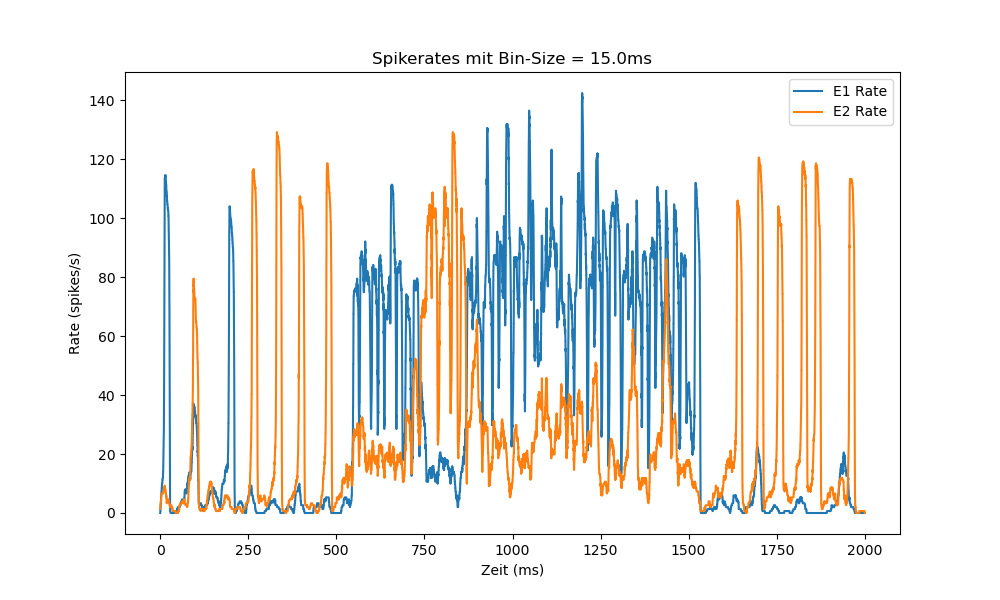 Spikerates mit Bin-Size = 15.0ms
E1 Rate
E2 Rate
140
120
100
80
60
40
20
0
Rate (spikes/s)
0 250 500 750 1000 1250 1500 1750 2000
Zeit (ms)